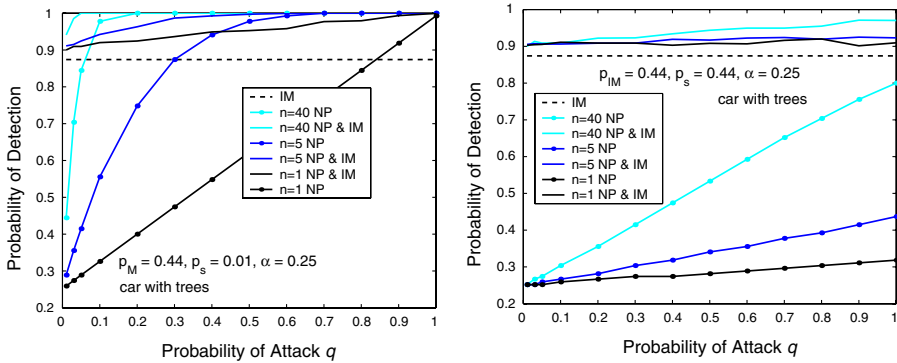 1
0.9
0.8
0.7
0.6
0.5
0.4
0.3
0.2
0 0.1 0.2 0.3 0.4 0.5 0.6 0.7 0.8 0.9 1
Probability of Detection
Probability of Attack q
IM
n=40 NP
n=40 NP & IM
n=5 NP
n=5 NP & IM
n=1 NP & IM
n=1 NP
pM = 0.44, ps = 0.01, α = 0.25
car with trees
1
0.9
0.8
0.7
0.6
0.5
0.4
0.3
0.2
0 0.1 0.2 0.3 0.4 0.5 0.6 0.7 0.8 0.9 1
Probability of Detection
Probability of Attack q
pIM = 0.44, ps = 0.44, α = 0.25
car with trees
IM
n=40 NP
n=40 NP & IM
n=5 NP
n=5 NP & IM
n=1 NP
n=1 NP & IM